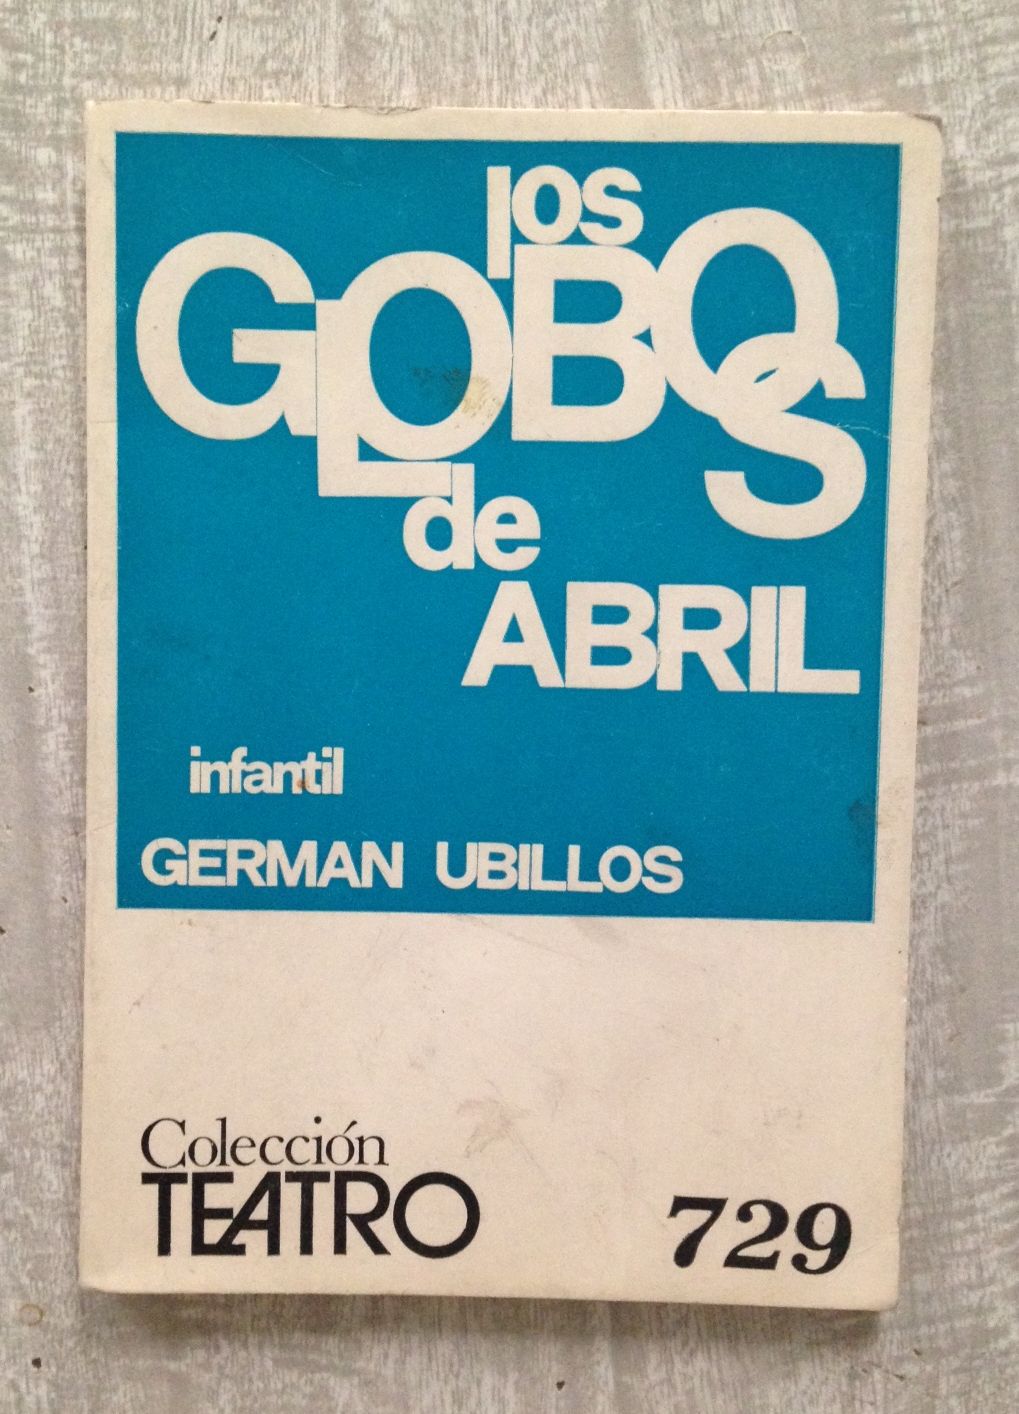 los
GLOBOS
de
ABRIL
infantil
GERMAN UBILLOS
Colección
TEATRO
729